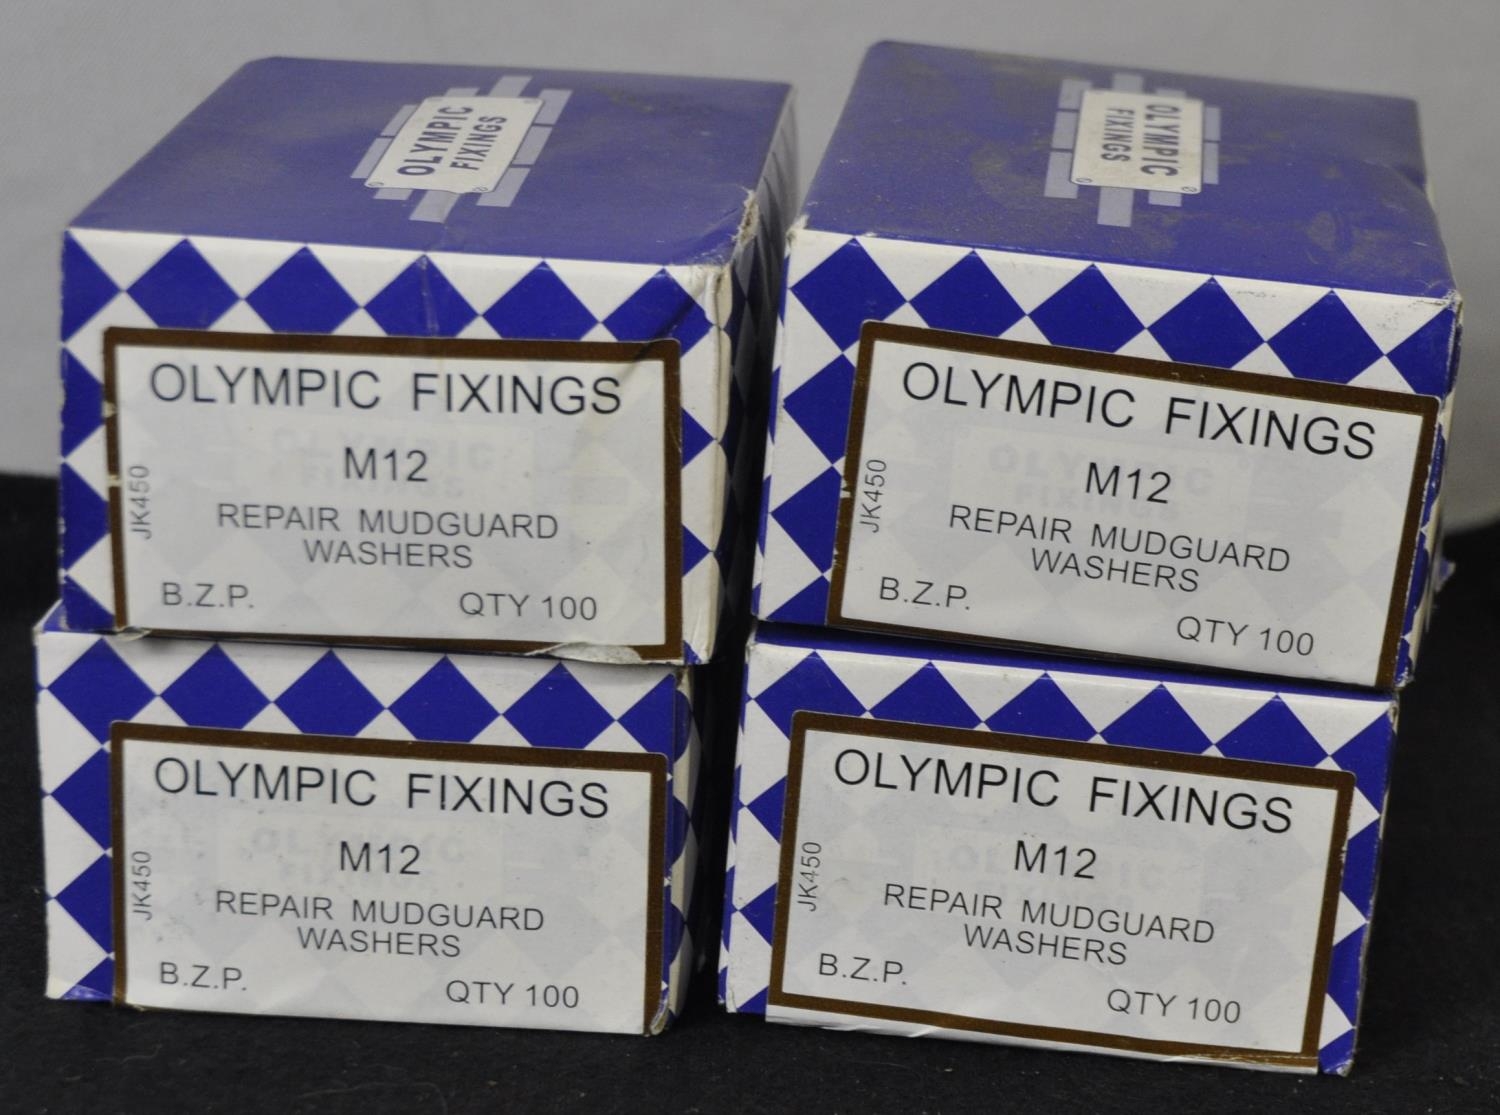 OLYMPIC
FIXINGS
OLYMPIC FIXINGS
M12
JK450
REPAIR MUDGUARD
WASHERS
B.Z.P. QTY 100
OLYMPIC
FIXINGS
OLYMPIC FIXINGS
M12
JK450
REPAIR MUDGUARD
WASHERS
B.Z.P. QTY 100
OLYMPIC FIXINGS
M12
JK450
REPAIR MUDGUARD
WASHERS
B.Z.P. QTY 100
OLYMPIC FIXINGS
M12
JK450
REPAIR MUDGUARD
WASHERS
B.Z.P. QTY 100